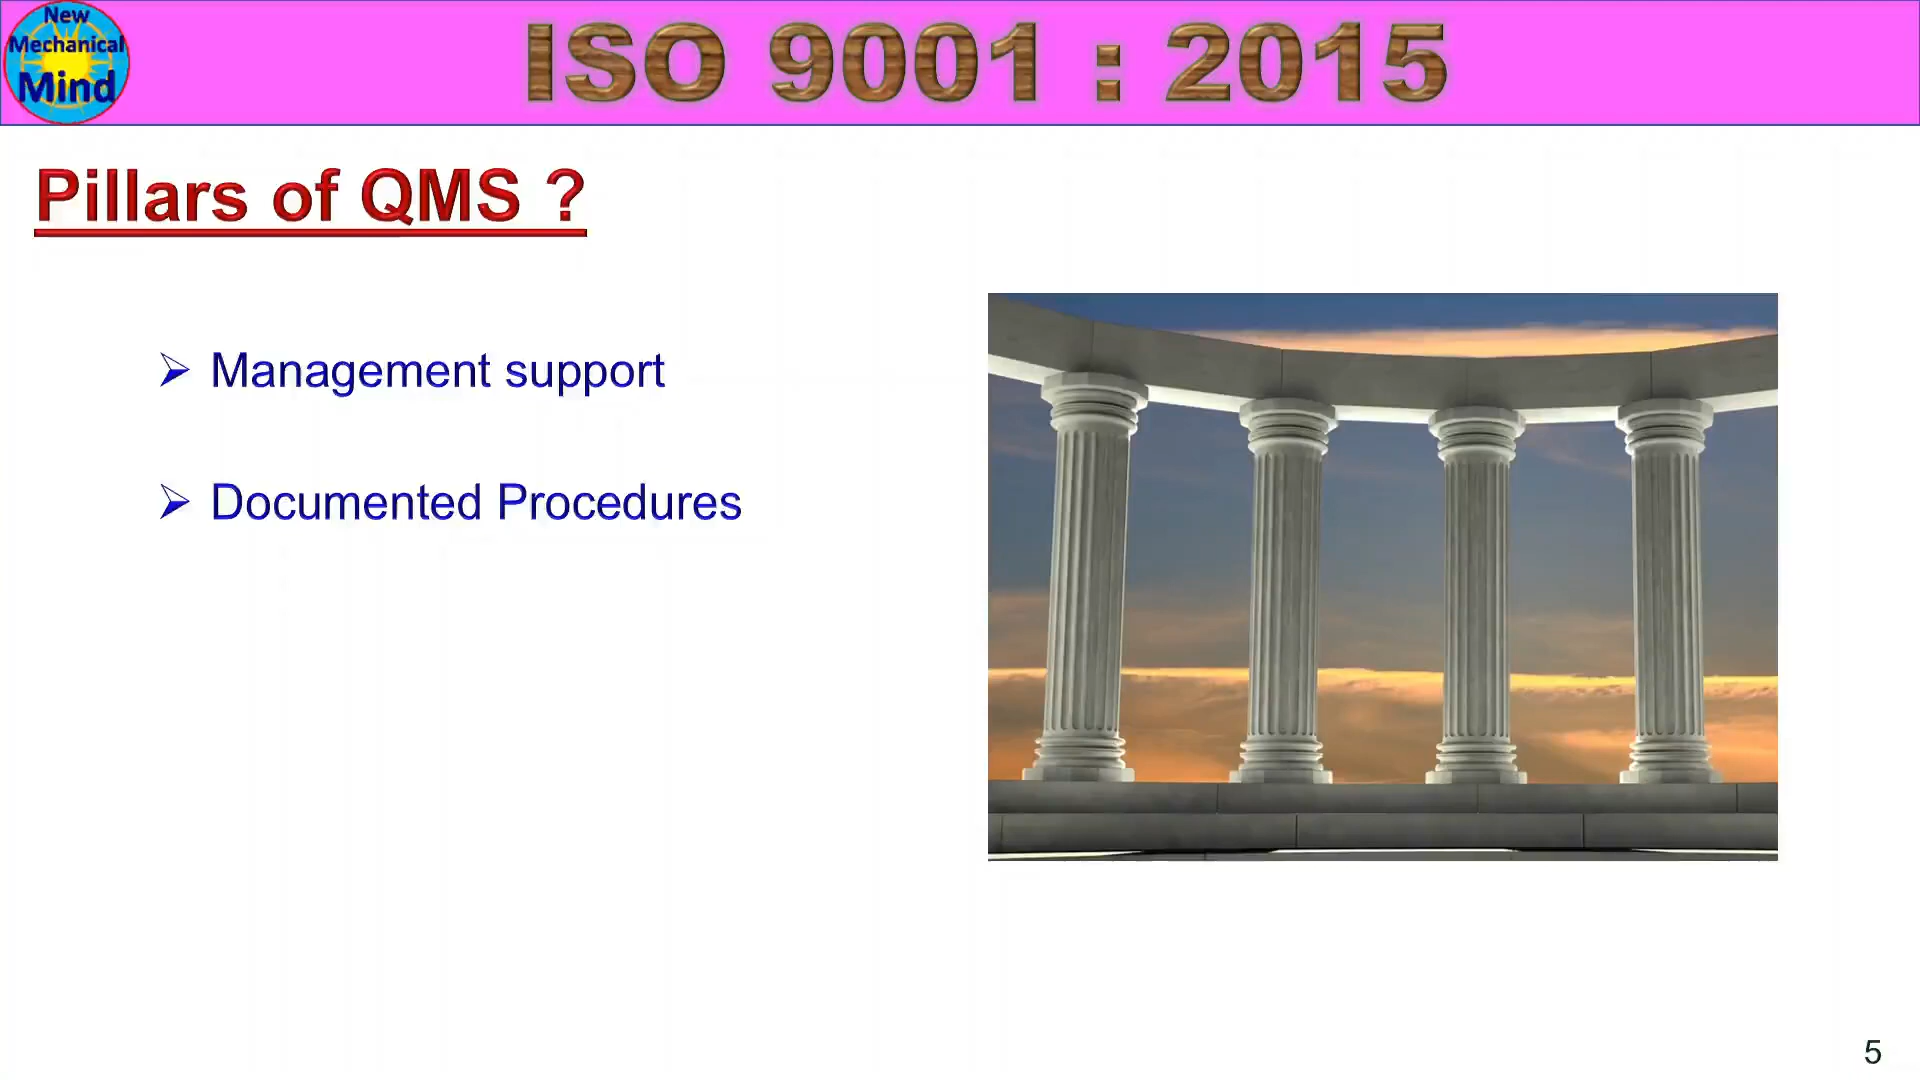 New
Mechanical
Mind
ISO 9001 : 2015
Pillars of QMS ?
Management support
Documented Procedures
5